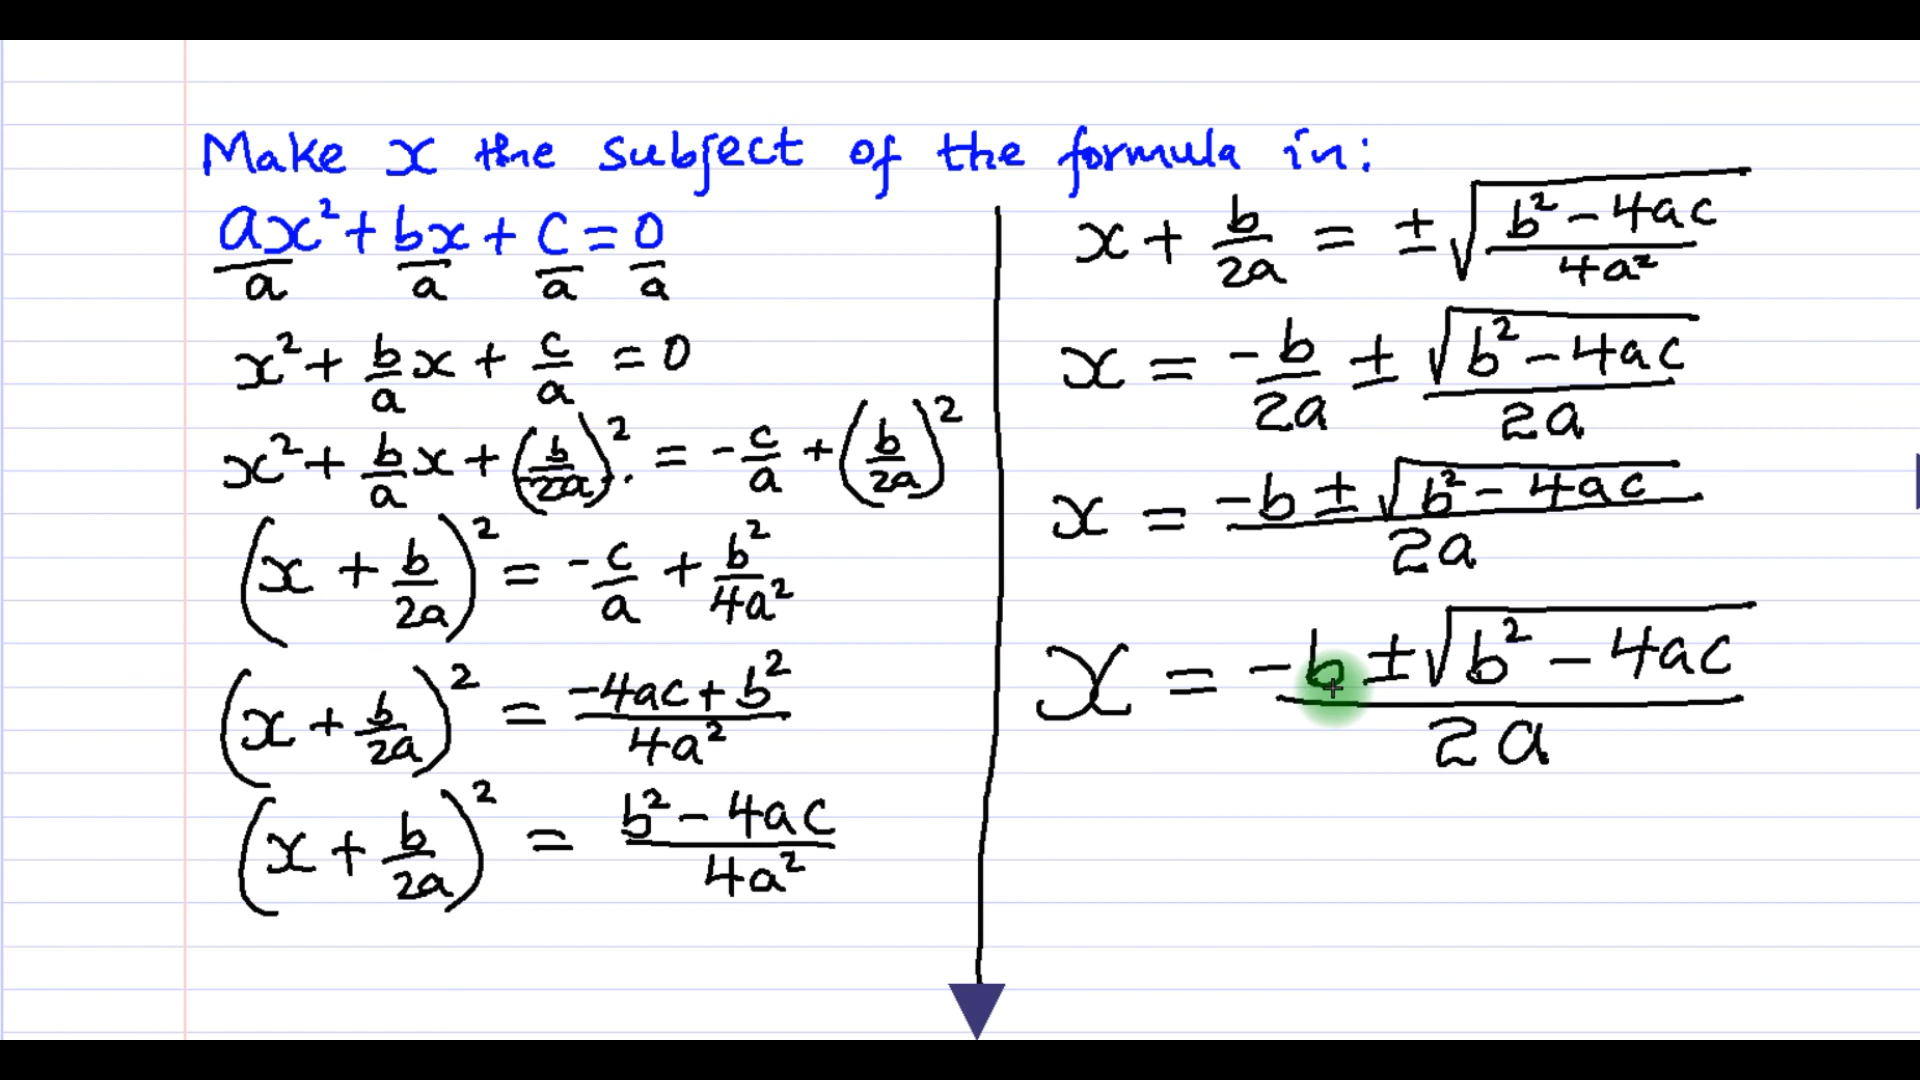 Make x the subject of the formula in:
ax²/a + bx/a + c/a = 0/a
x² + b/a x + c/a = 0
x² + b/a x + (b/2a)² = -c/a + (b/2a)²
(x + b/2a)² = -c/a + b²/4a²
(x + b/2a)² = (-4ac + b²)/4a²
(x + b/2a)² = (b² - 4ac)/4a²
x + b/2a = ±√((b² - 4ac)/4a²)
x = -b/2a ± √(b² - 4ac)/2a
x = (-b ± √(b² - 4ac))/2a
x = (-b ± √(b² - 4ac))/2a